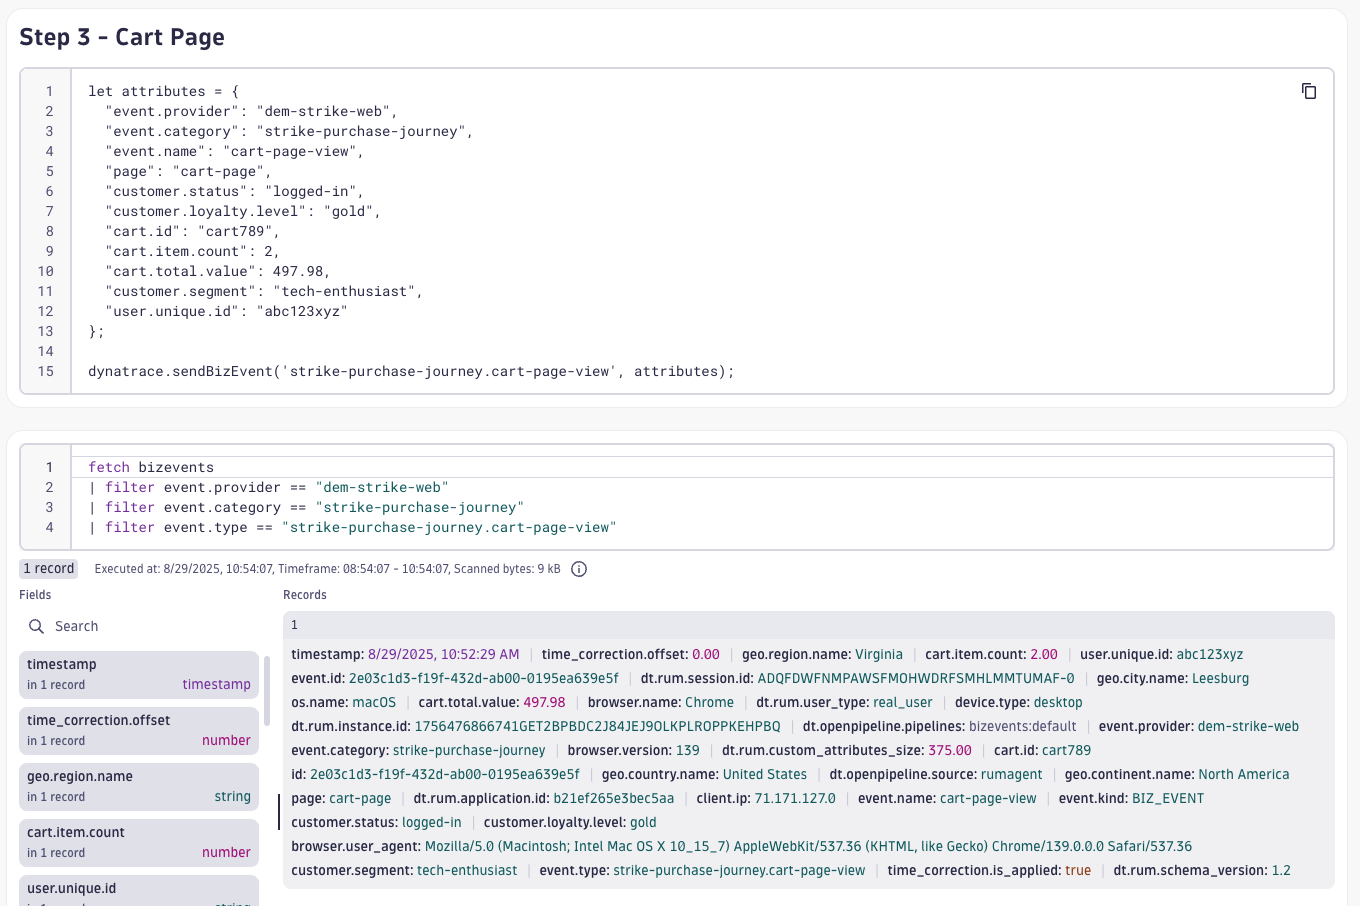 Step 3 - Cart Page
1 let attributes = {
2 "event.provider": "dem-strike-web",
3 "event.category": "strike-purchase-journey",
4 "event.name": "cart-page-view",
5 "page": "cart-page",
6 "customer.status": "logged-in",
7 "customer.loyalty.level": "gold",
8 "cart.id": "cart789",
9 "cart.item.count": 2,
10 "cart.total.value": 497.98,
11 "customer.segment": "tech-enthusiast",
12 "user.unique.id": "abc123xyz"
13 };
14
15 dynatrace.sendBizEvent('strike-purchase-journey.cart-page-view', attributes);
1 fetch bizevents
2 | filter event.provider == "dem-strike-web"
3 | filter event.category == "strike-purchase-journey"
4 | filter event.type == "strike-purchase-journey.cart-page-view"
1 record Executed at: 8/29/2025, 10:54:07, Timeframe: 08:54:07 - 10:54:07, Scanned bytes: 9 kB
Fields
Search
timestamp
in 1 record timestamp
time_correction.offset
in 1 record number
geo.region.name
in 1 record string
cart.item.count
in 1 record number
user.unique.id
Records
1
timestamp: 8/29/2025, 10:52:29 AM | time_correction.offset: 0.00 | geo.region.name: Virginia | cart.item.count: 2.00 | user.unique.id: abc123xyz
event.id: 2e03c1d3-f19f-432d-ab00-0195ea639e5f | dt.rum.session.id: ADQFDWFNMPAWSFMOHWDRFSMHLMMTUMAF-0 | geo.city.name: Leesburg
os.name: macOS | cart.total.value: 497.98 | browser.name: Chrome | dt.rum.user_type: real_user | device.type: desktop
dt.rum.instance.id: 1756476866741GET2BPBDC2J84JEJ9OLKPLROPPKEHPBQ | dt.openpipeline.pipelines: bizevents:default | event.provider: dem-strike-web
event.category: strike-purchase-journey | browser.version: 139 | dt.rum.custom_attributes_size: 375.00 | cart.id: cart789
id: 2e03c1d3-f19f-432d-ab00-0195ea639e5f | geo.country.name: United States | dt.openpipeline.source: rumagent | geo.continent.name: North America
page: cart-page | dt.rum.application.id: b21ef265e3bec5aa | client.ip: 71.171.127.0 | event.name: cart-page-view | event.kind: BIZ_EVENT
customer.status: logged-in | customer.loyalty.level: gold
browser.user_agent: Mozilla/5.0 (Macintosh; Intel Mac OS X 10_15_7) AppleWebKit/537.36 (KHTML, like Gecko) Chrome/139.0.0.0 Safari/537.36
customer.segment: tech-enthusiast | event.type: strike-purchase-journey.cart-page-view | time_correction.is_applied: true | dt.rum.schema_version: 1.2